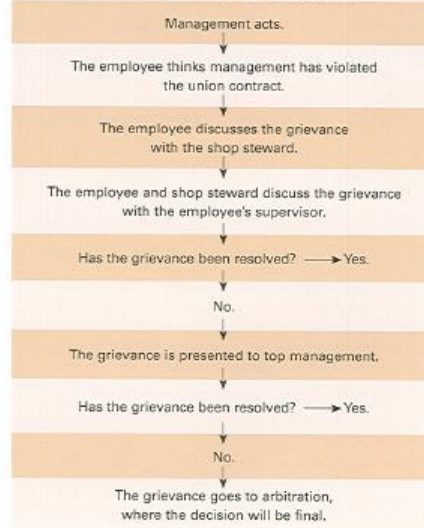 Management acts.
The employee thinks management has violated
the union contract.
The employee discusses the grievance
with the shop steward.
The employee and shop steward discuss the grievance
with the employee's supervisor.
Has the grievance been resolved? → Yes.
No.
The grievance is presented to top management.
Has the grievance been resolved? → Yes.
No.
The grievance goes to arbitration,
where the decision will be final.